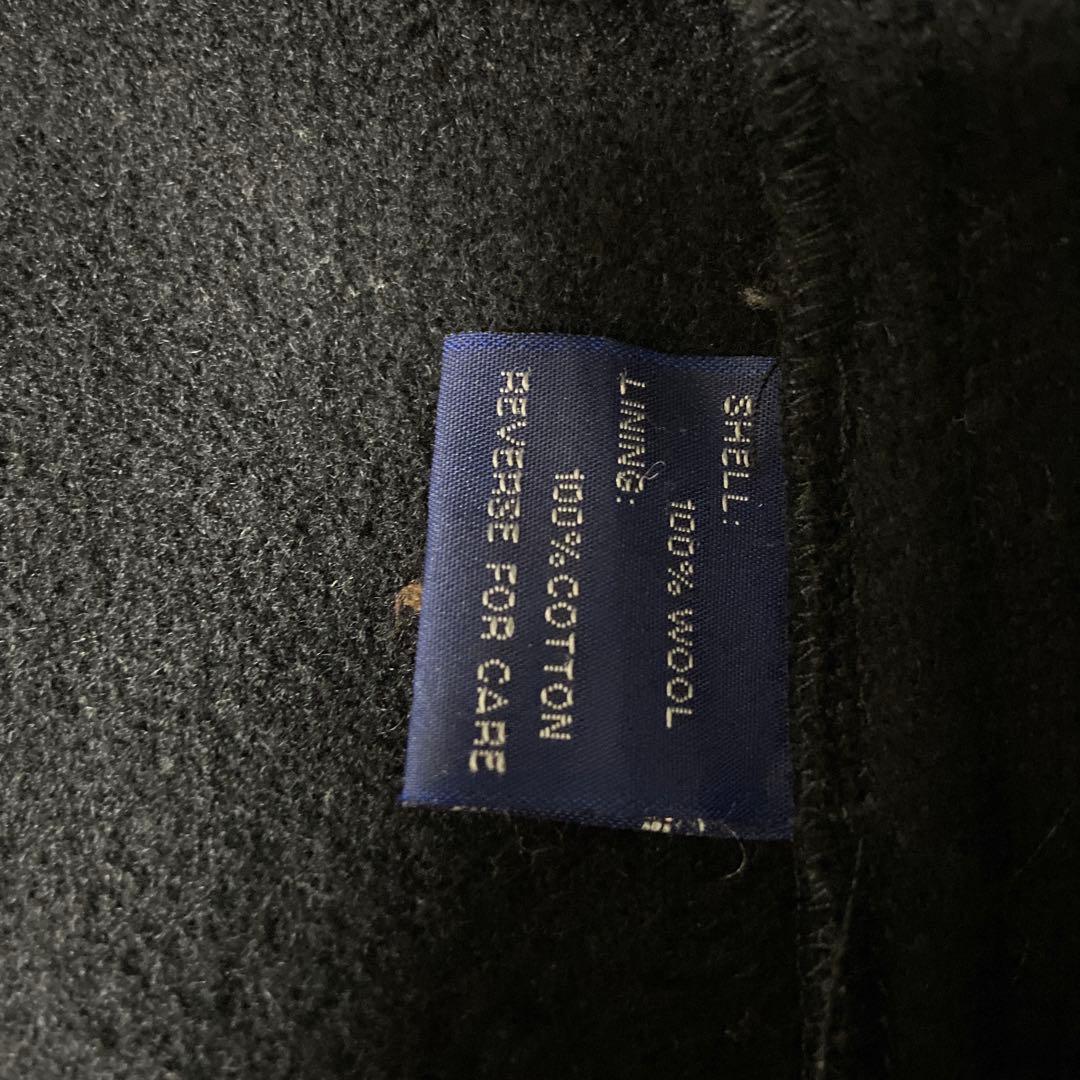 SHELL:
100% WOOL
LINING:
100% COTTON
REVERSE FOR CARE